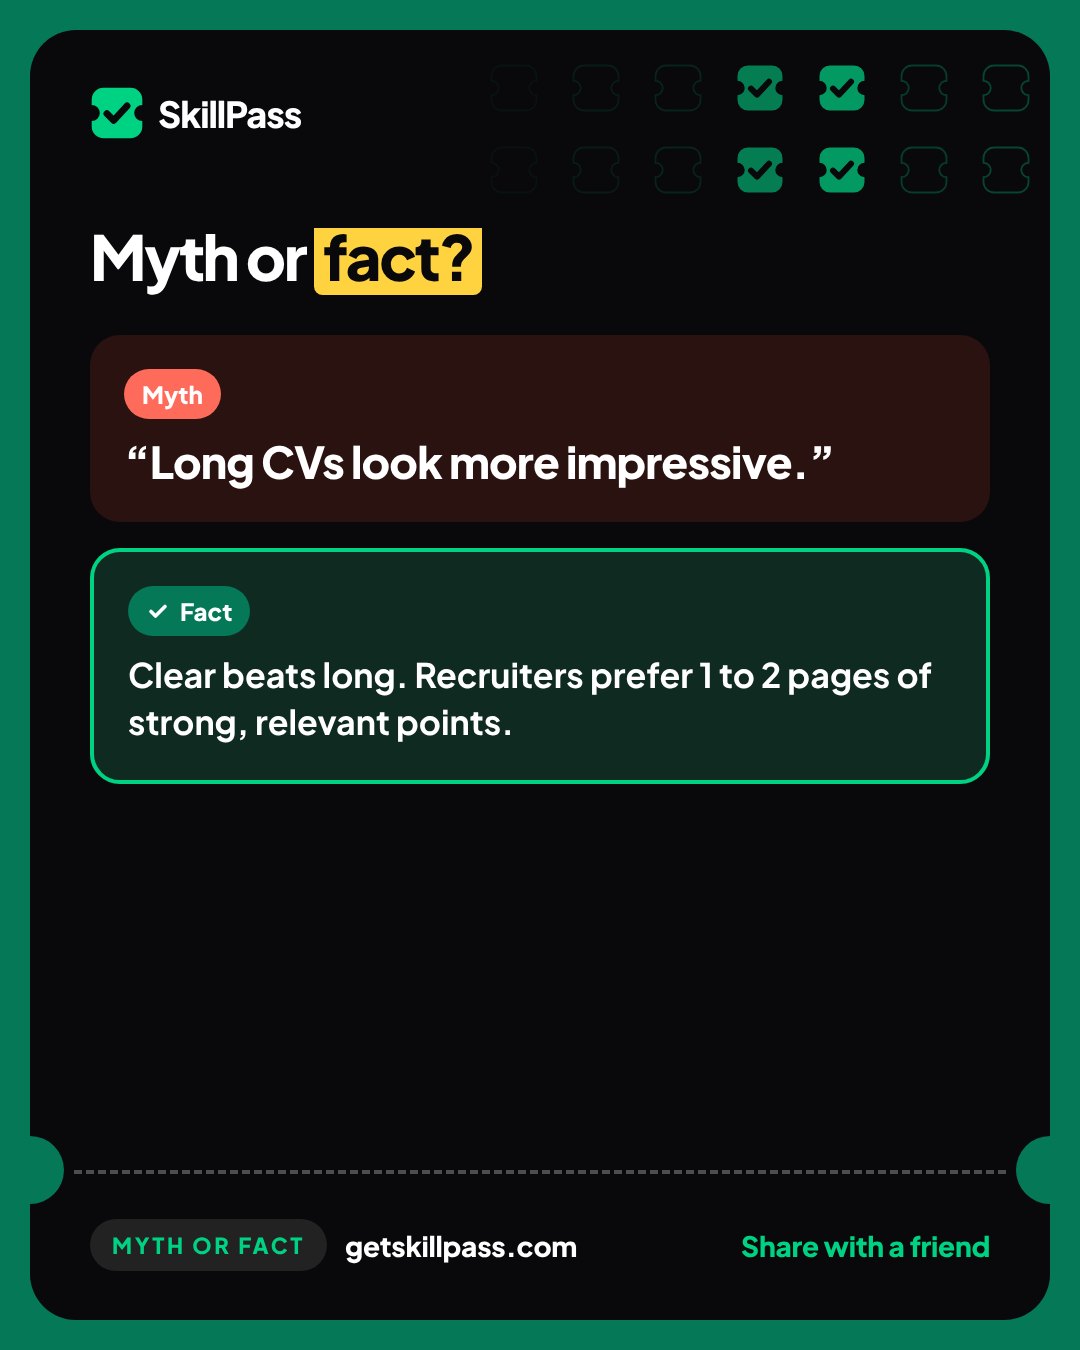 SkillPass
Myth or fact?
Myth
“Long CVs look more impressive.”
Fact
Clear beats long. Recruiters prefer 1 to 2 pages of
strong, relevant points.
MYTH OR FACT
getskillpass.com
Share with a friend